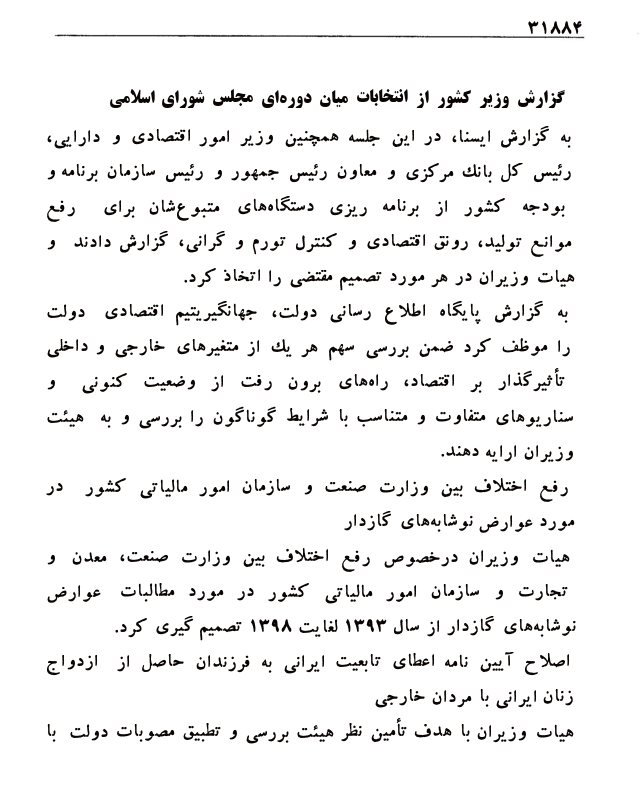 ۳۱۸۸۴
گزارش وزیر کشور از انتخابات میان دوره‌ای مجلس شورای اسلامی
به گزارش ایسنا، در این جلسه همچنین وزیر امور اقتصادی و دارایی،
رئیس کل بانك مرکزی و معاون رئیس جمهور و رئیس سازمان برنامه و
بودجه کشور از برنامه ریزی دستگاه‌های متبوع‌شان برای رفع
موانع تولید، رونق اقتصادی و کنترل تورم و گرانی، گزارش دادند و
هیات وزیران در هر مورد تصمیم مقتضی را اتخاذ کرد.
به گزارش پایگاه اطلاع رسانی دولت، جهانگیریتیم اقتصادی دولت
را موظف کرد ضمن بررسی سهم هر یك از متغیرهای خارجی و داخلی
تأثیرگذار بر اقتصاد، راه‌های برون رفت از وضعیت کنونی و
سناریوهای متفاوت و متناسب با شرایط گوناگون را بررسی و به هیئت
وزیران ارایه دهند.
رفع اختلاف بین وزارت صنعت و سازمان امور مالیاتی کشور در
مورد عوارض نوشابه‌های گازدار
هیات وزیران درخصوص رفع اختلاف بین وزارت صنعت، معدن و
تجارت و سازمان امور مالیاتی کشور در مورد مطالبات عوارض
نوشابه‌های گازدار از سال ۱۳۹۳ لغایت ۱۳۹۸ تصمیم گیری کرد.
اصلاح آیین نامه اعطای تابعیت ایرانی به فرزندان حاصل از ازدواج
زنان ایرانی با مردان خارجی
هیات وزیران با هدف تأمین نظر هیئت بررسی و تطبیق مصوبات دولت با